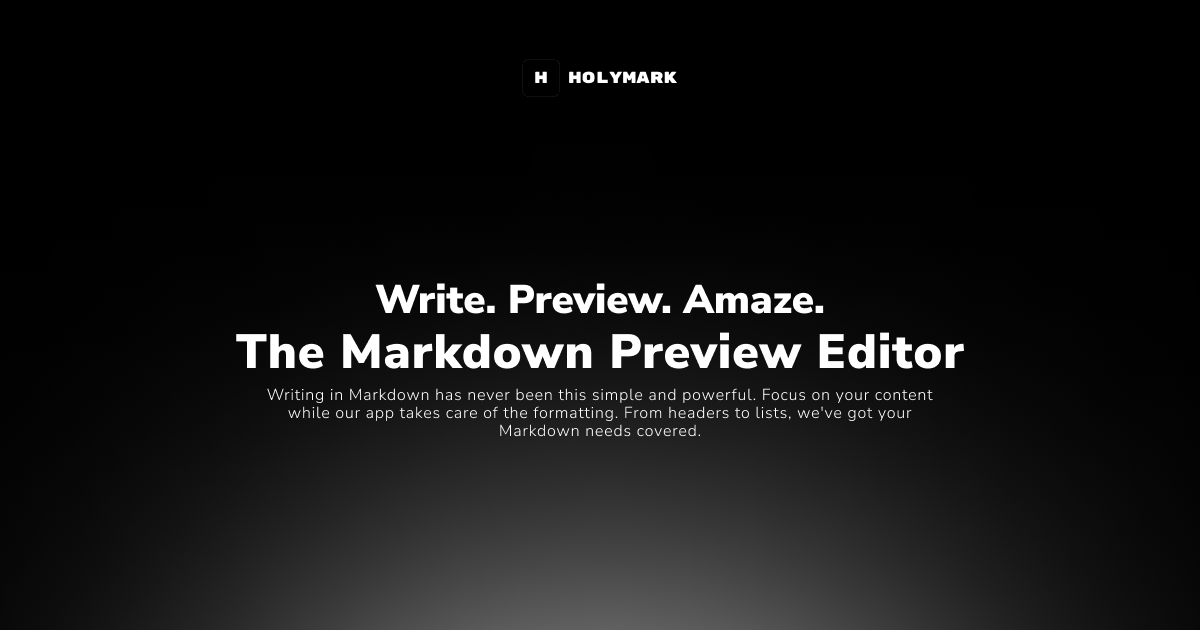 H HOLYMARK
Write. Preview. Amaze.
The Markdown Preview Editor
Writing in Markdown has never been this simple and powerful. Focus on your content
while our app takes care of the formatting. From headers to lists, we've got your
Markdown needs covered.